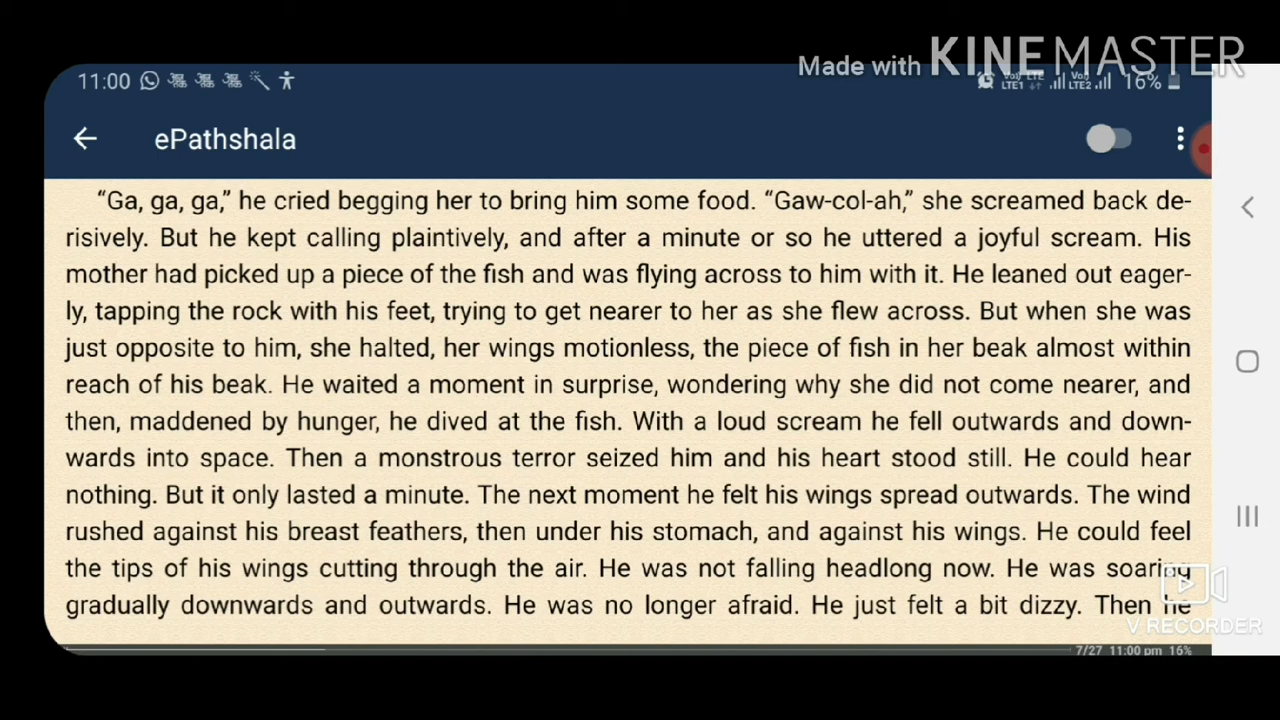 Made with KINEMASTER
11:00 LTE1 LTE2 16%
ePathshala
“Ga, ga, ga,” he cried begging her to bring him some food. “Gaw-col-ah,” she screamed back de-
risively. But he kept calling plaintively, and after a minute or so he uttered a joyful scream. His
mother had picked up a piece of the fish and was flying across to him with it. He leaned out eager-
ly, tapping the rock with his feet, trying to get nearer to her as she flew across. But when she was
just opposite to him, she halted, her wings motionless, the piece of fish in her beak almost within
reach of his beak. He waited a moment in surprise, wondering why she did not come nearer, and
then, maddened by hunger, he dived at the fish. With a loud scream he fell outwards and down-
wards into space. Then a monstrous terror seized him and his heart stood still. He could hear
nothing. But it only lasted a minute. The next moment he felt his wings spread outwards. The wind
rushed against his breast feathers, then under his stomach, and against his wings. He could feel
the tips of his wings cutting through the air. He was not falling headlong now. He was soaring
gradually downwards and outwards. He was no longer afraid. He just felt a bit dizzy. Then he
V RECORDER
7/27 11:00 pm 16%